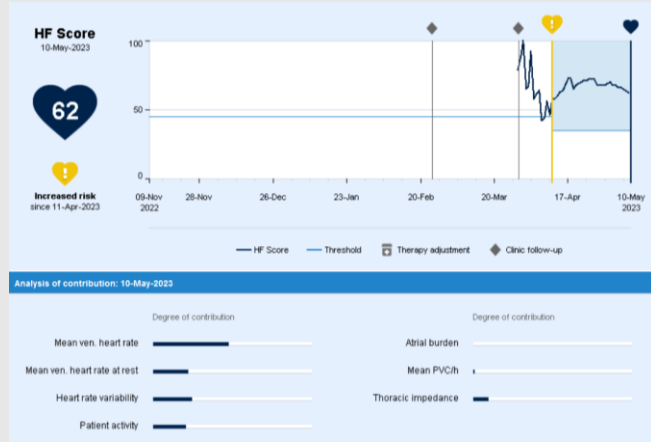 HF Score
10-May-2023
62
!
Increased risk
since 11-Apr-2023
!
100
50
0
09-Nov 2022
28-Nov
26-Dec
23-Jan
20-Feb
20-Mar
17-Apr
10-May 2023
HF Score
Threshold
Therapy adjustment
Clinic follow-up
Analysis of contribution: 10-May-2023
Degree of contribution
Mean ven. heart rate
Mean ven. heart rate at rest
Heart rate variability
Patient activity
Degree of contribution
Atrial burden
Mean PVC/h
Thoracic impedance